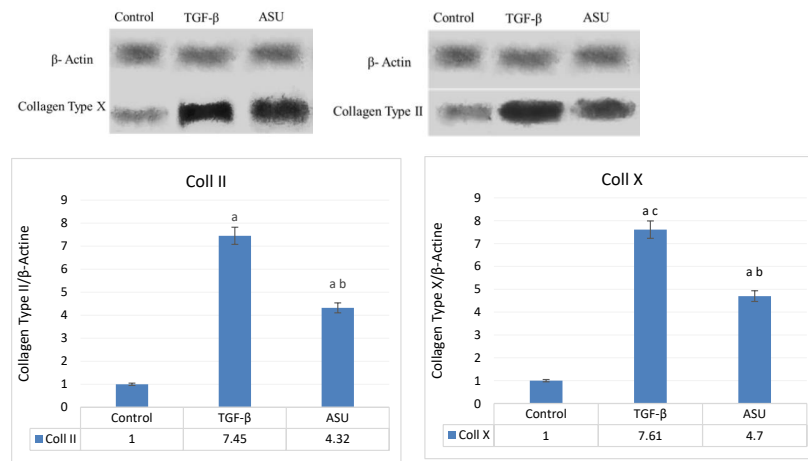 Control TGF-β ASU
β- Actin
Collagen Type X
Control TGF-β ASU
β- Actin
Collagen Type II
Coll II
Collagen Type II/β-Actine
9
8
7
6
5
4
3
2
1
0
a
a b
Control TGF-β ASU
Coll II 1 7.45 4.32
Coll X
Collagen Type X/β-Actine
9
8
7
6
5
4
3
2
1
0
a c
a b
Control TGF-β ASU
Coll X 1 7.61 4.7